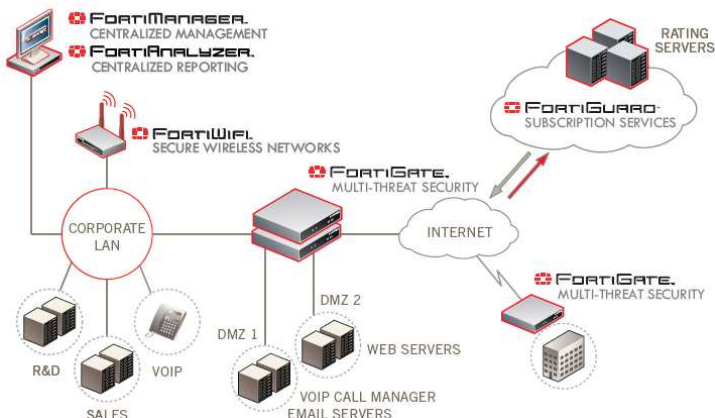 FORTIMANAGER.
CENTRALIZED MANAGEMENT
FORTIANALYZER.
CENTRALIZED REPORTING
RATING
SERVERS
FORTIGUARD
SUBSCRIPTION SERVICES
FORTIWIFI.
SECURE WIRELESS NETWORKS
FORTIGATE.
MULTI-THREAT SECURITY
CORPORATE
LAN
INTERNET
FORTIGATE.
MULTI-THREAT SECURITY
DMZ 2
DMZ 1
WEB SERVERS
R&D
VOIP
VOIP CALL MANAGER
EMAIL SERVERS
SALES